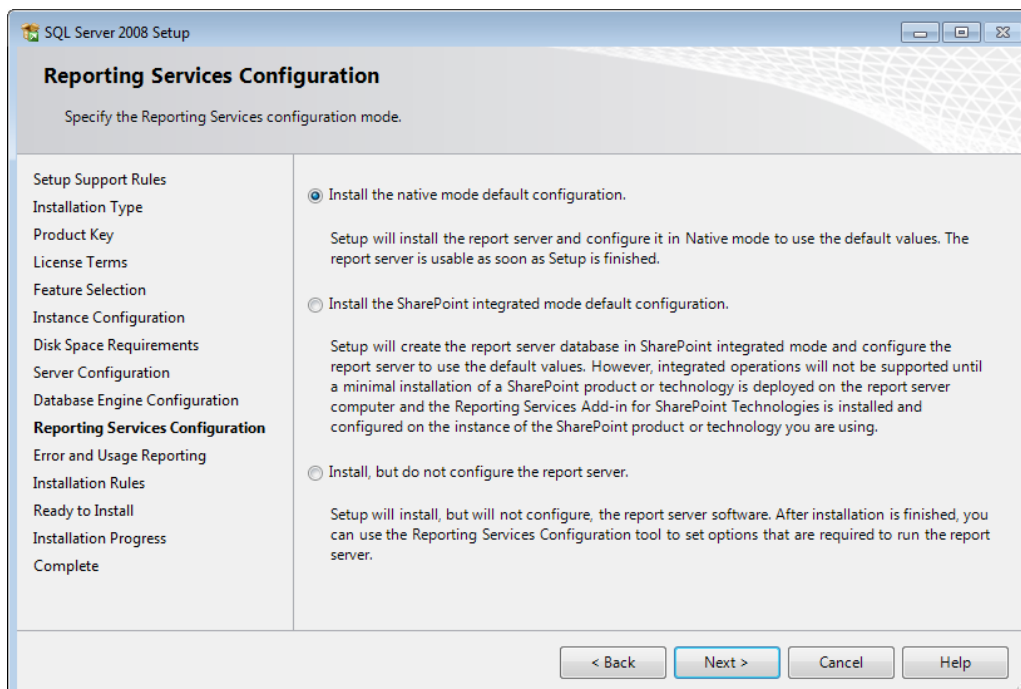 SQL Server 2008 Setup
Reporting Services Configuration
Specify the Reporting Services configuration mode.
Setup Support Rules
Installation Type
Product Key
License Terms
Feature Selection
Instance Configuration
Disk Space Requirements
Server Configuration
Database Engine Configuration
Reporting Services Configuration
Error and Usage Reporting
Installation Rules
Ready to Install
Installation Progress
Complete
Install the native mode default configuration.
Setup will install the report server and configure it in Native mode to use the default values. The
report server is usable as soon as Setup is finished.
Install the SharePoint integrated mode default configuration.
Setup will create the report server database in SharePoint integrated mode and configure the
report server to use the default values. However, integrated operations will not be supported until
a minimal installation of a SharePoint product or technology is deployed on the report server
computer and the Reporting Services Add-in for SharePoint Technologies is installed and
configured on the instance of the SharePoint product or technology you are using.
Install, but do not configure the report server.
Setup will install, but will not configure, the report server software. After installation is finished, you
can use the Reporting Services Configuration tool to set options that are required to run the report
server.
< Back
Next >
Cancel
Help